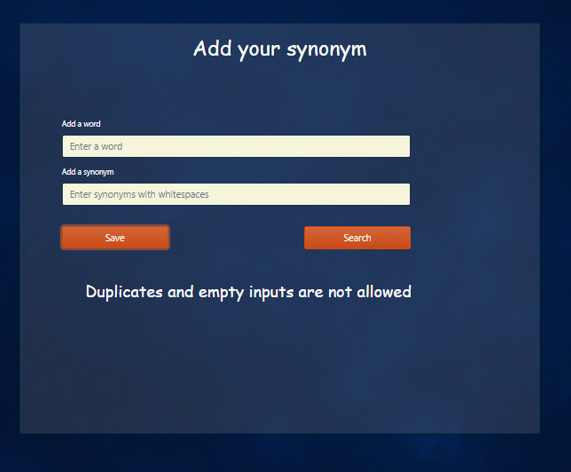 Add your synonym
Add a word
Enter a word
Add a synonym
Enter synonyms with whitespaces
Save Search
Duplicates and empty inputs are not allowed